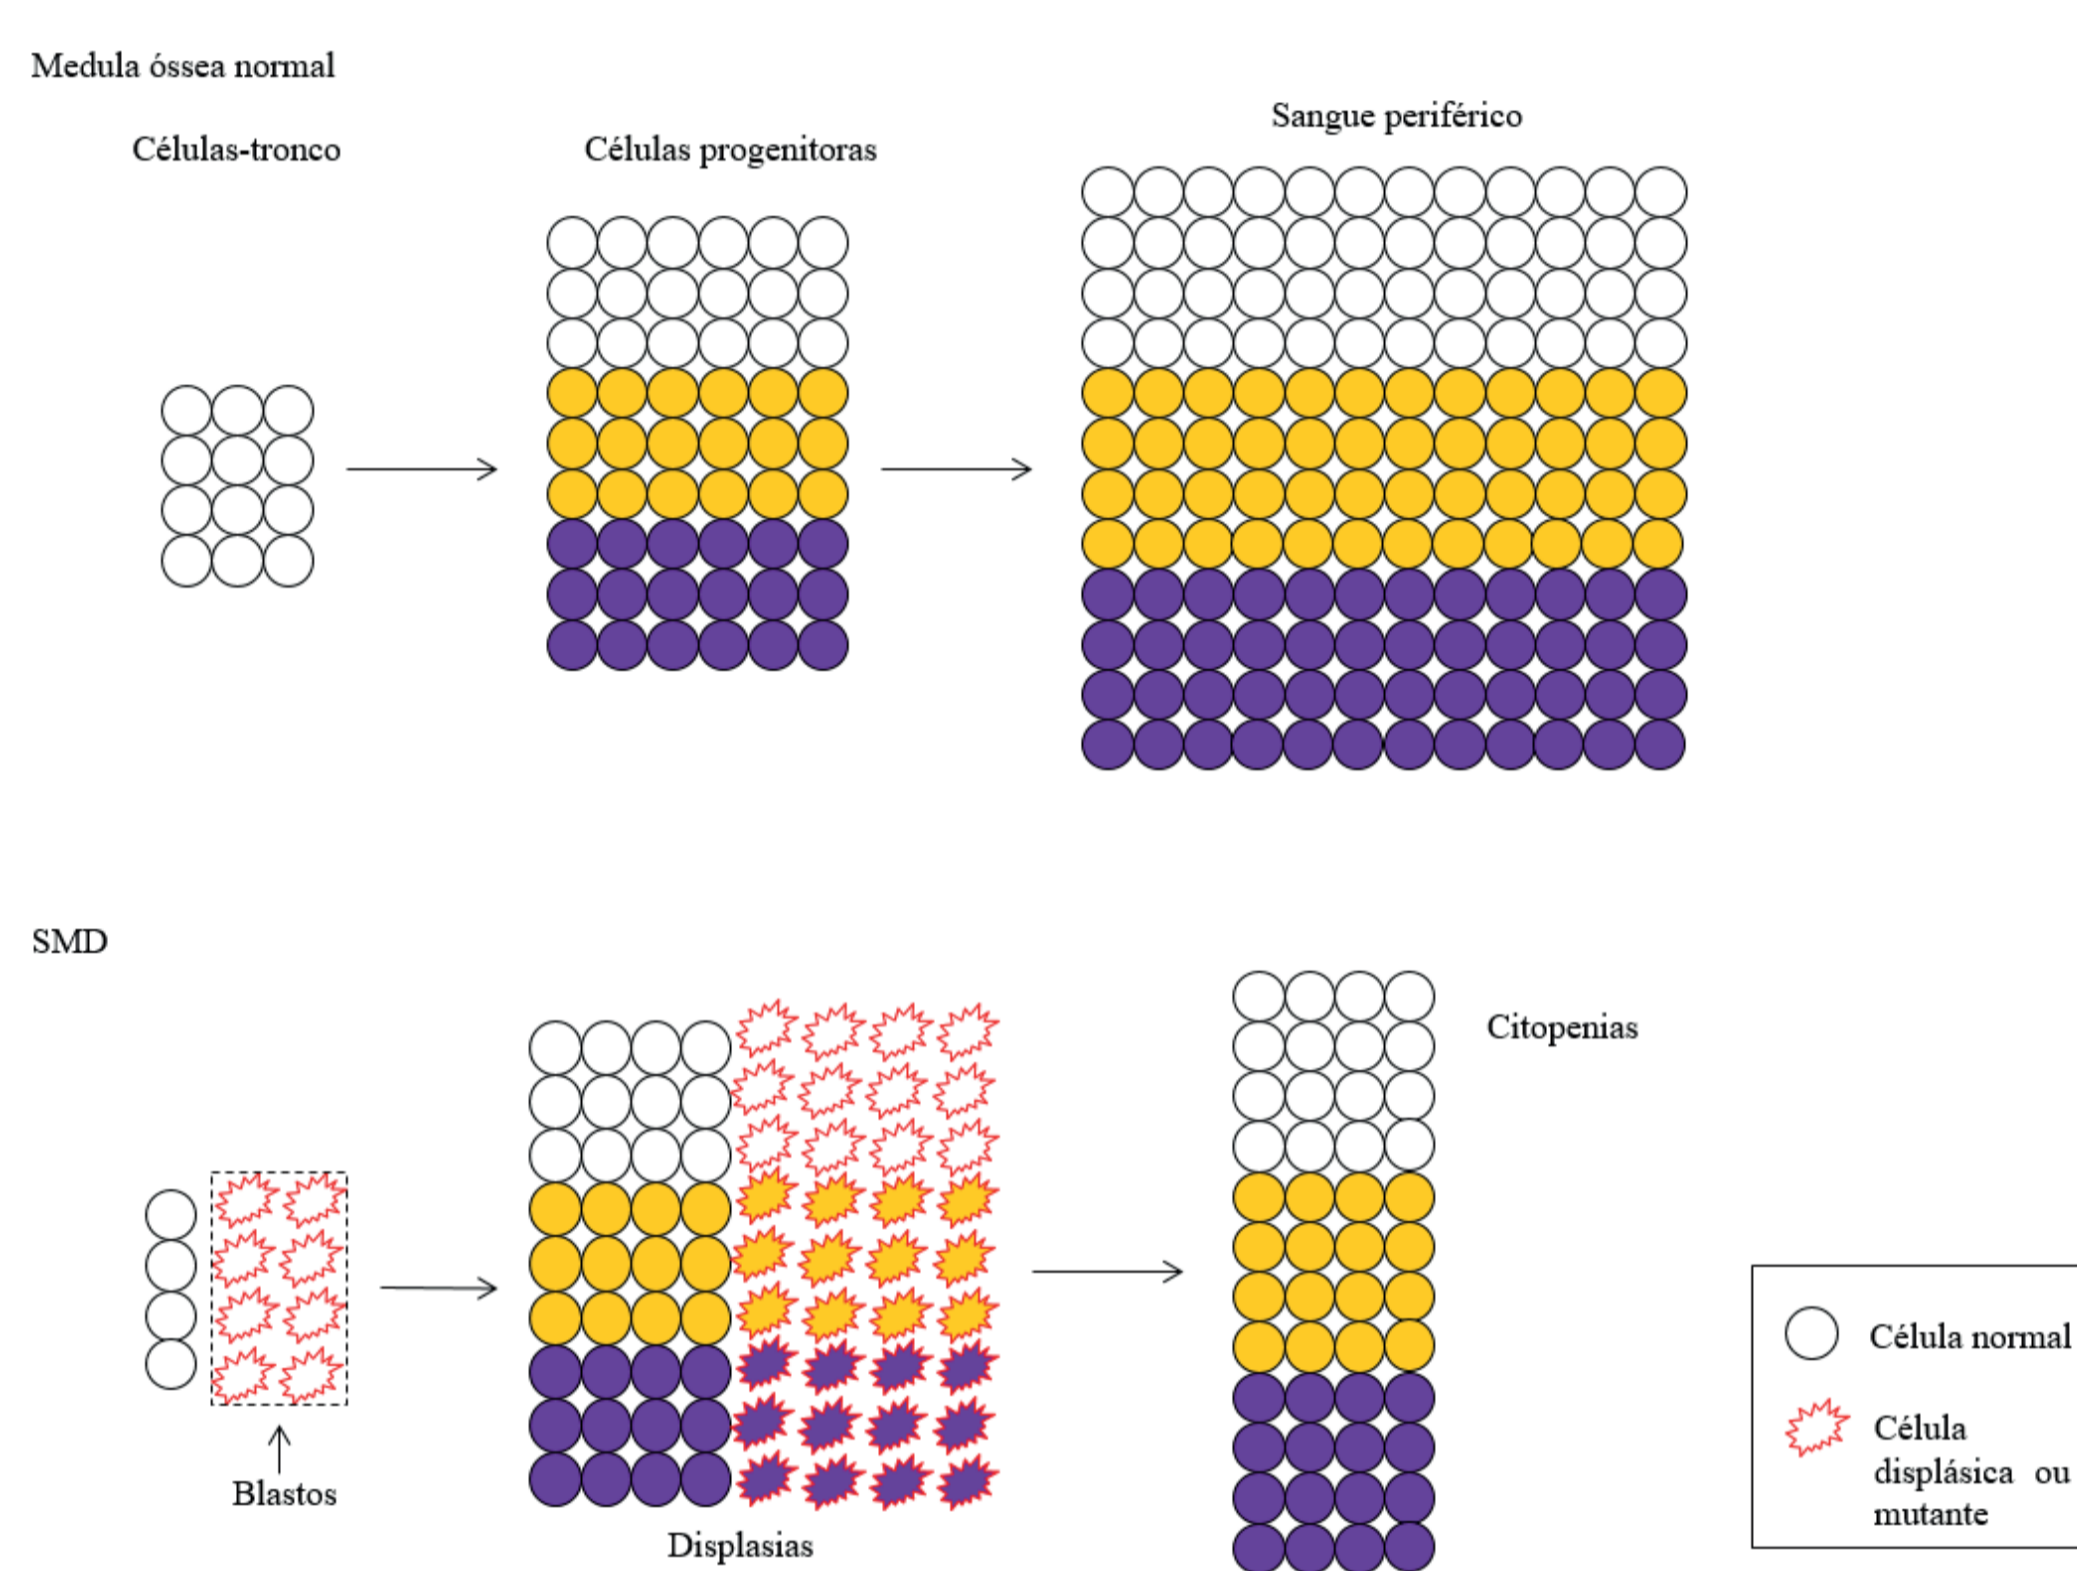 Medula óssea normal
Células-tronco
Células progenitoras
Sangue periférico
SMD
Citopenias
Blastos
Displasias
Célula normal
Célula
displásica ou
mutante